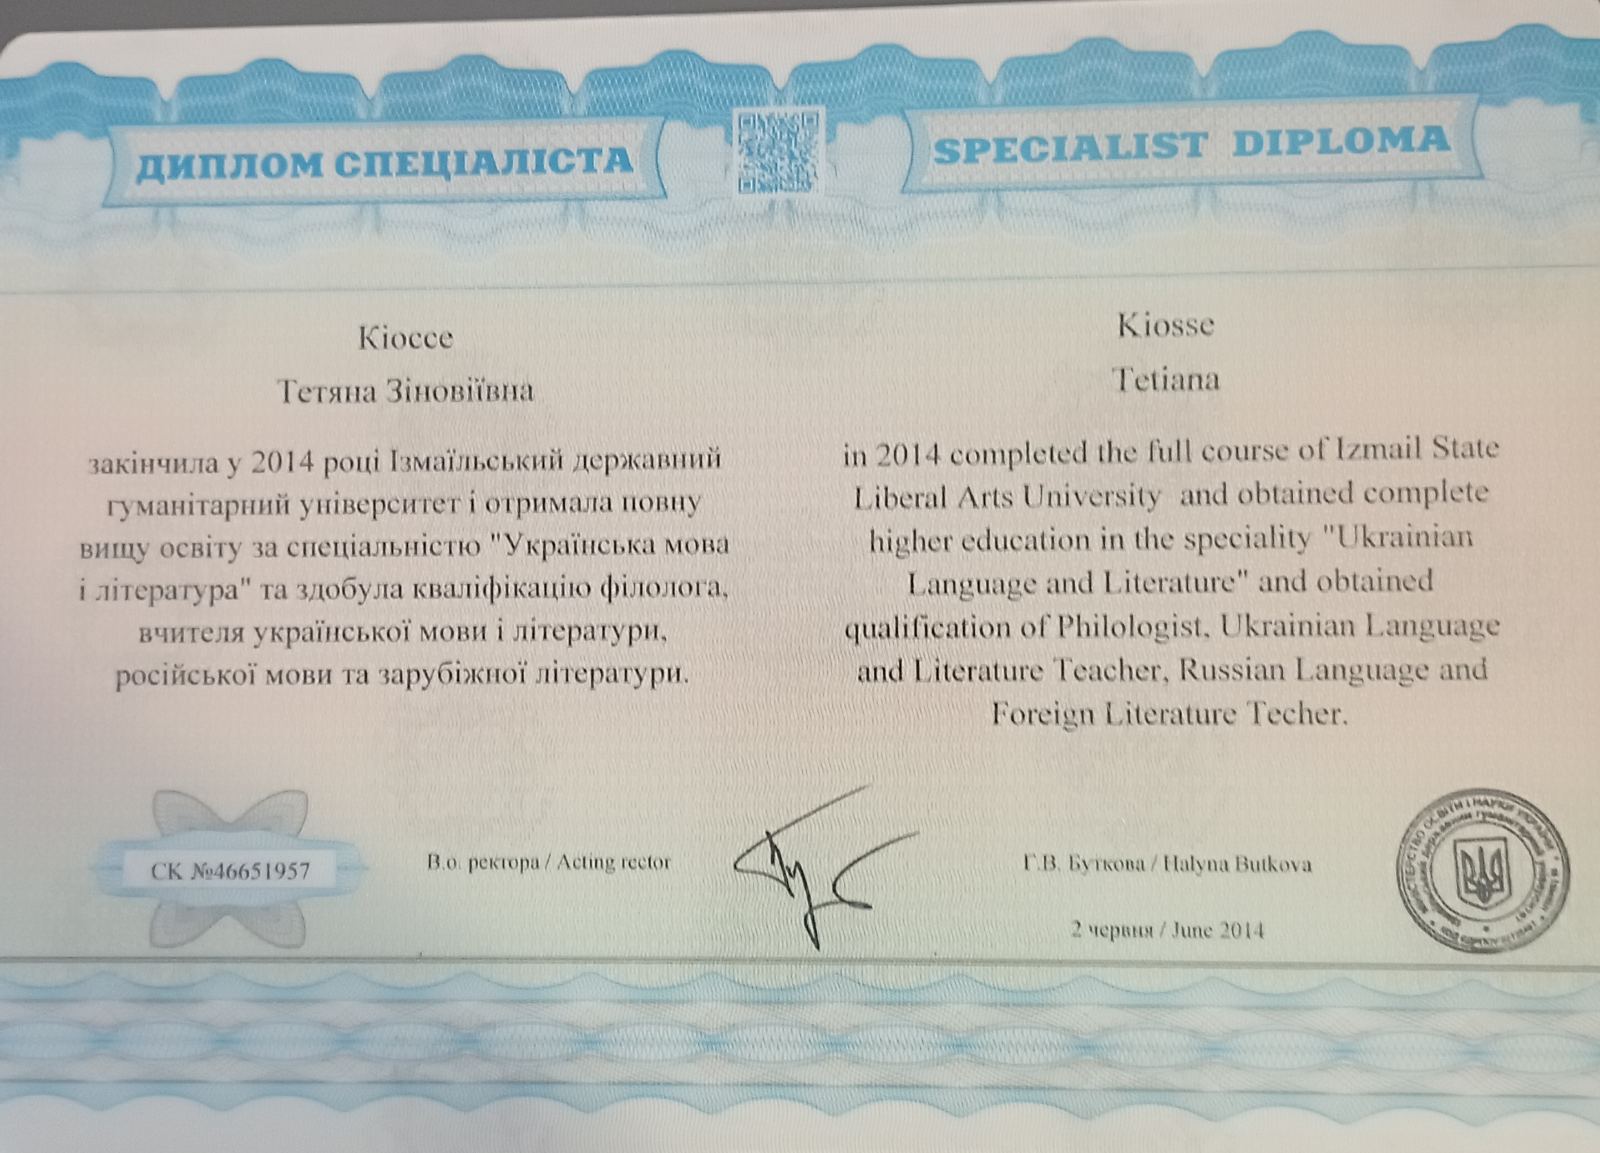 ДИПЛОМ СПЕЦІАЛІСТА
SPECIALIST DIPLOMA
Кіоссе
Тетяна Зіновіївна
закінчила у 2014 році Ізмаїльський державний
гуманітарний університет і отримала повну
вищу освіту за спеціальністю "Українська мова
і література" та здобула кваліфікацію філолога,
вчителя української мови і літератури,
російської мови та зарубіжної літератури.
Kiosse
Tetiana
in 2014 completed the full course of Izmail State
Liberal Arts University and obtained complete
higher education in the speciality "Ukrainian
Language and Literature" and obtained
qualification of Philologist, Ukrainian Language
and Literature Teacher, Russian Language and
Foreign Literature Techer.
СК №46651957
В.о. ректора / Acting rector
Г.В. Буткова / Halyna Butkova
2 червня / June 2014
МІНІСТЕРСТВО ОСВІТИ І НАУКИ УКРАЇНИ